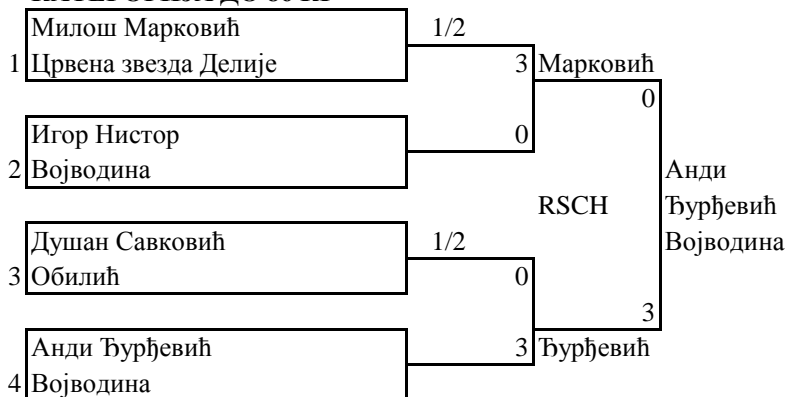 Милош Марковић 1/2
1 Црвена звезда Делије 3 Марковић
0
Игор Нистор 0
2 Војводина Анди
RSCH Ђурђевић
Душан Савковић 1/2 Војводина
3 Обилић 0
3
Анди Ђурђевић 3 Ђурђевић
4 Војводина